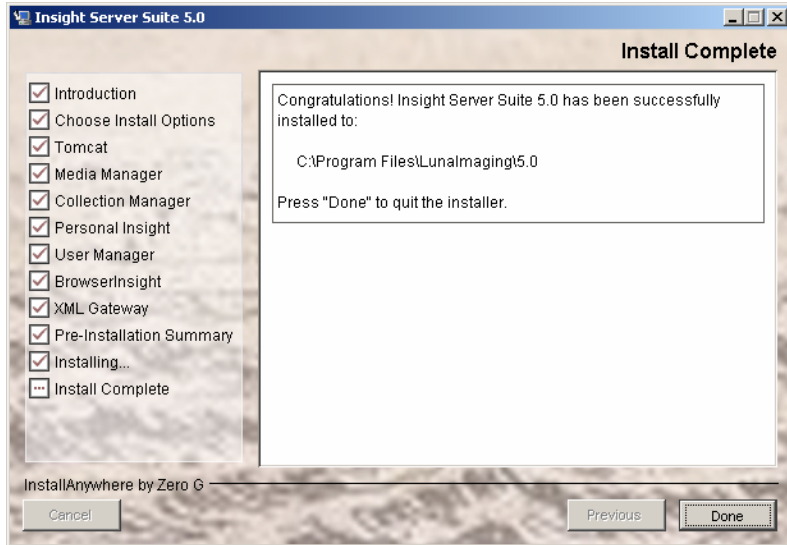 Insight Server Suite 5.0
Install Complete
Introduction
Choose Install Options
Tomcat
Media Manager
Collection Manager
Personal Insight
User Manager
BrowserInsight
XML Gateway
Pre-Installation Summary
Installing...
Install Complete
Congratulations! Insight Server Suite 5.0 has been successfully
installed to:
C:\Program Files\LunaImaging\5.0
Press "Done" to quit the installer.
InstallAnywhere by Zero G
Cancel
Previous
Done